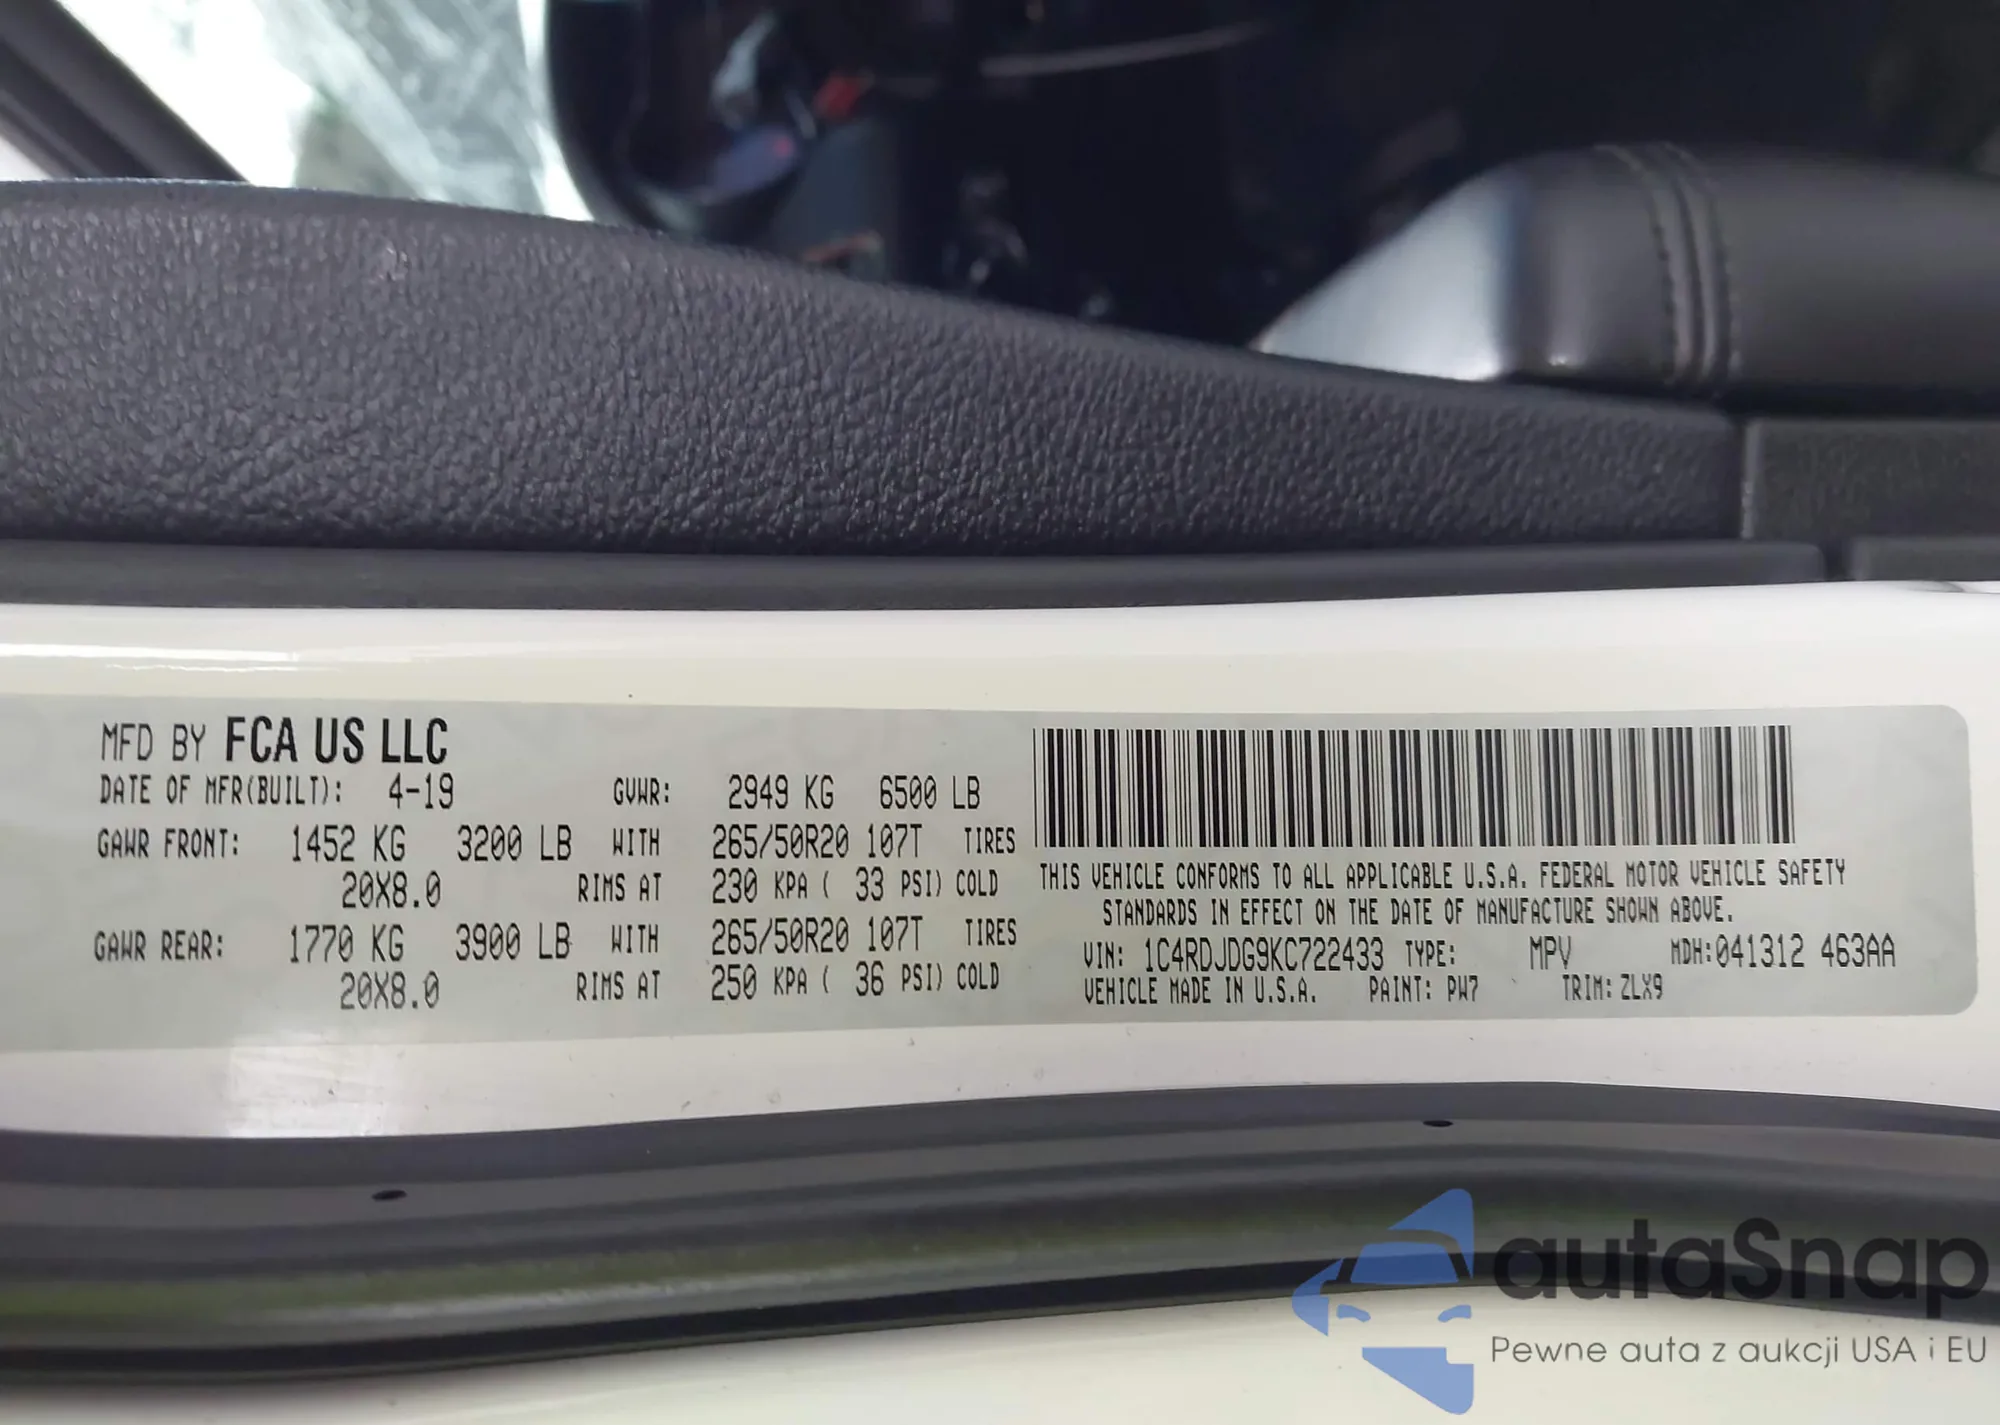 MFD BY FCA US LLC
DATE OF MFR(BUILT): 4-19 GVWR: 2949 KG 6500 LB
GAWR FRONT: 1452 KG 3200 LB WITH 265/50R20 107T TIRES
20X8.0 RIMS AT 230 KPA ( 33 PSI) COLD
GAWR REAR: 1770 KG 3900 LB WITH 265/50R20 107T TIRES
20X8.0 RIMS AT 250 KPA ( 36 PSI) COLD
THIS VEHICLE CONFORMS TO ALL APPLICABLE U.S.A. FEDERAL MOTOR VEHICLE SAFETY
STANDARDS IN EFFECT ON THE DATE OF MANUFACTURE SHOWN ABOVE.
VIN: 1C4RDJDG9KC722433 TYPE: MPV MDH:041312 463AA
VEHICLE MADE IN U.S.A. PAINT: PW7 TRIM: ZLX9
autaSnap
Pewne auta z aukcji USA i EU